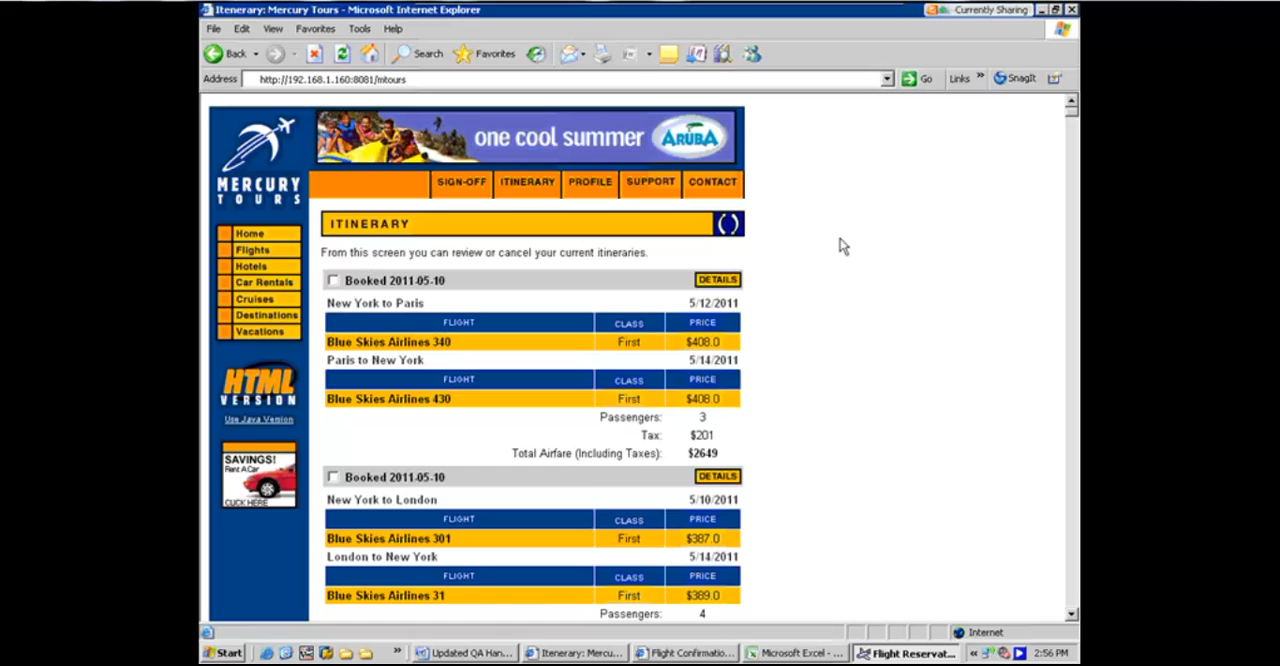 Itenerary: Mercury Tours - Microsoft Internet Explorer
Currently Sharing
File Edit View Favorites Tools Help
Back Search Favorites
Address http://192.168.1.160:8081/mtours Go Links » SnagIt
one cool summer ARUBA
MERCURY
TOURS
SIGN-OFF ITINERARY PROFILE SUPPORT CONTACT
ITINERARY
From this screen you can review or cancel your current itineraries.
Home
Flights
Hotels
Car Rentals
Cruises
Destinations
Vacations
HTML
VERSION
Use Java Version
SAVINGS!
Rent A Car
CLICK HERE
Booked 2011-05-10 DETAILS
New York to Paris 5/12/2011
FLIGHT CLASS PRICE
Blue Skies Airlines 340 First $408.0
Paris to New York 5/14/2011
FLIGHT CLASS PRICE
Blue Skies Airlines 430 First $408.0
Passengers: 3
Tax: $201
Total Airfare (Including Taxes): $2649
Booked 2011-05-10 DETAILS
New York to London 5/10/2011
FLIGHT CLASS PRICE
Blue Skies Airlines 301 First $387.0
London to New York 5/14/2011
FLIGHT CLASS PRICE
Blue Skies Airlines 31 First $389.0
Passengers: 4
Internet
Start » Updated QA Han... Itenerary: Mercu... Flight Confirmatio... Microsoft Excel - ... Flight Reservat... « 2:56 PM